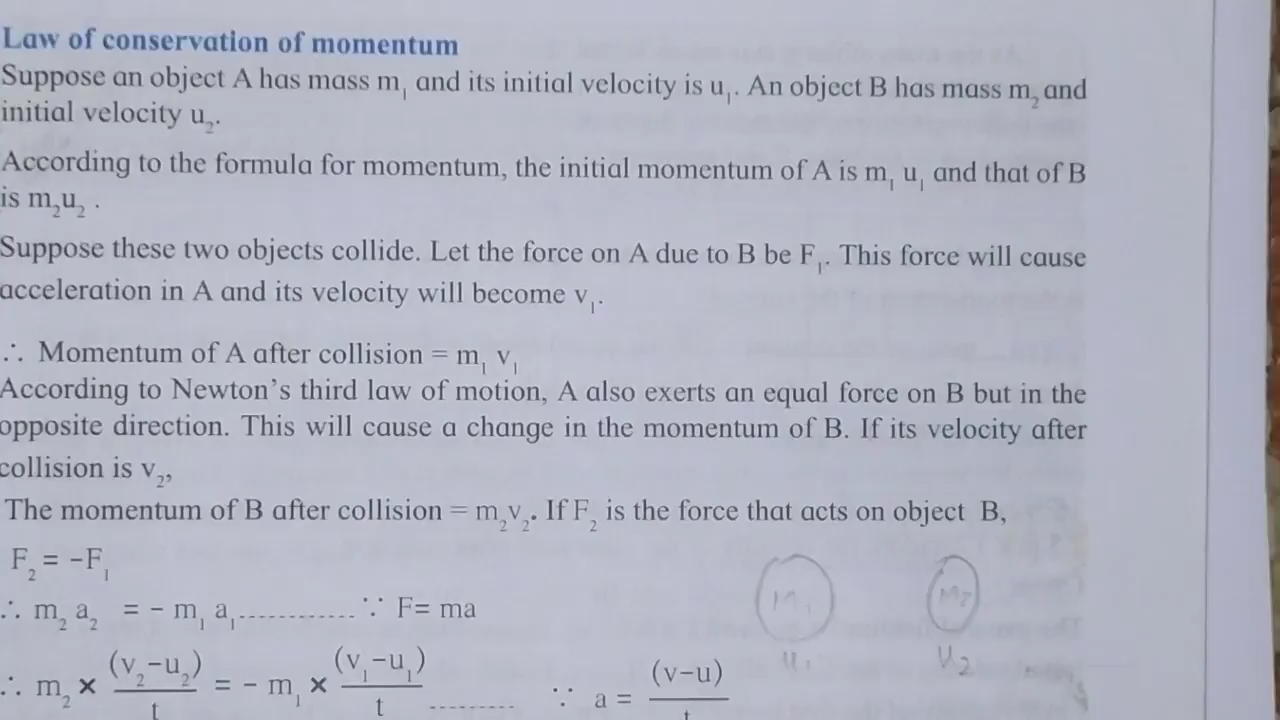 Law of conservation of momentum
Suppose an object A has mass m₁ and its initial velocity is u₁. An object B has mass m₂ and
initial velocity u₂.
According to the formula for momentum, the initial momentum of A is m₁ u₁ and that of B
is m₂u₂ .
Suppose these two objects collide. Let the force on A due to B be F₁. This force will cause
acceleration in A and its velocity will become v₁.
∴ Momentum of A after collision = m₁ v₁
According to Newton's third law of motion, A also exerts an equal force on B but in the
opposite direction. This will cause a change in the momentum of B. If its velocity after
collision is v₂,
The momentum of B after collision = m₂v₂. If F₂ is the force that acts on object B,
F₂ = -F₁
∴ m₂ a₂ = - m₁ a₁ ............... ∵ F= ma
∴ m₂ × (v₂-u₂)/t = - m₁ × (v₁-u₁)/t ......... ∵ a = (v-u)/t
M₁ M₂
U₁ U₂